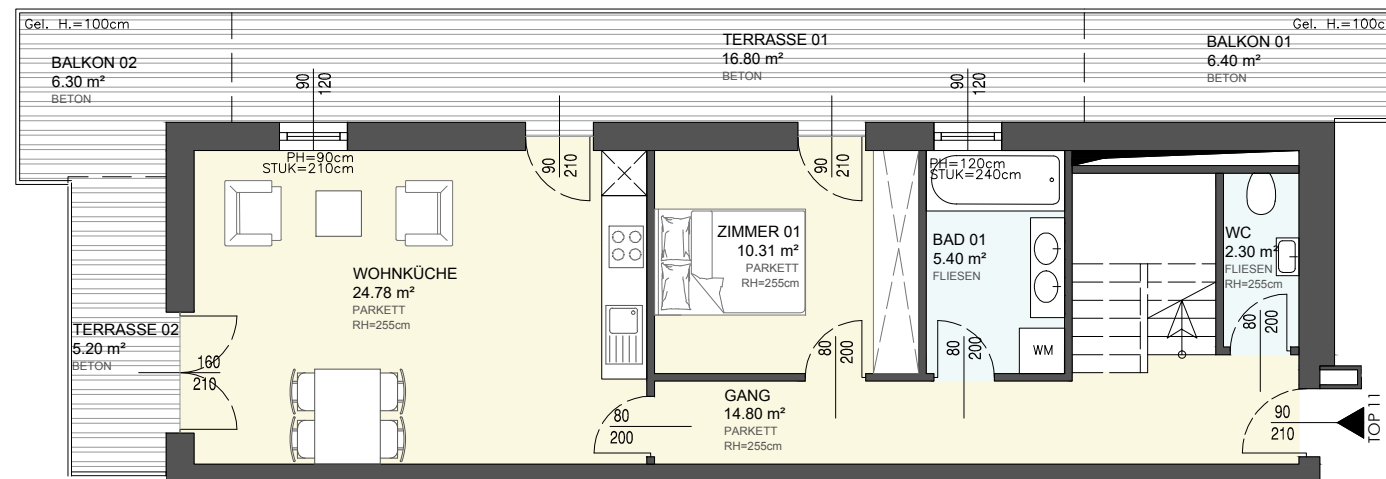 Gel. H.=100cm
BALKON 02
6.30 m²
BETON
90
120
TERRASSE 01
16.80 m²
BETON
90
120
Gel. H.=100c
BALKON 01
6.40 m²
BETON
PH=90cm
STUK=210cm
90
210
90
210
PH=120cm
STUK=240cm
WOHNKÜCHE
24.78 m²
PARKETT
RH=255cm
ZIMMER 01
10.31 m²
PARKETT
RH=255cm
BAD 01
5.40 m²
FLIESEN
WC
2.30 m²
FLIESEN
RH=255cm
TERRASSE 02
5.20 m²
BETON
160
210
80
200
80
200
WM
80
200
GANG
14.80 m²
PARKETT
RH=255cm
80
200
90
210
TOP 11